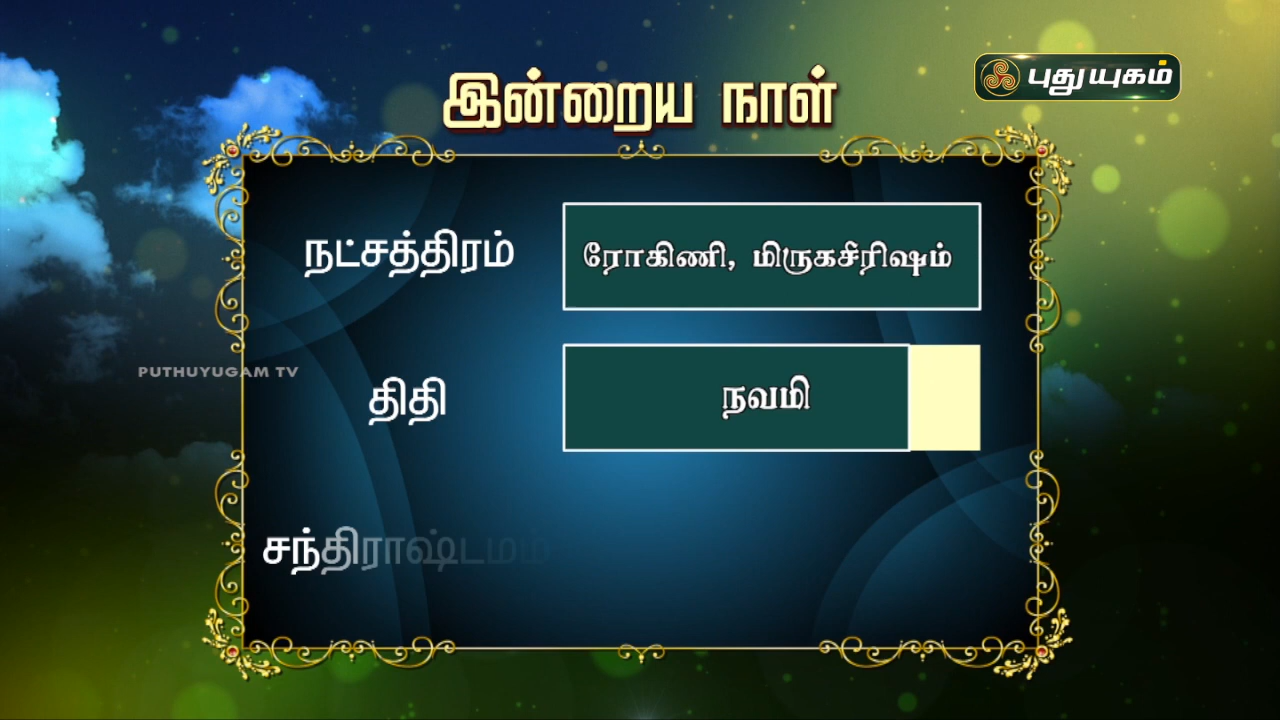 இன்றைய நாள்
புதுயுகம்
நட்சத்திரம்
ரோகிணி, மிருகசீரிஷம்
PUTHUYUGAM TV
திதி
நவமி
சந்திராஷ்டமம்